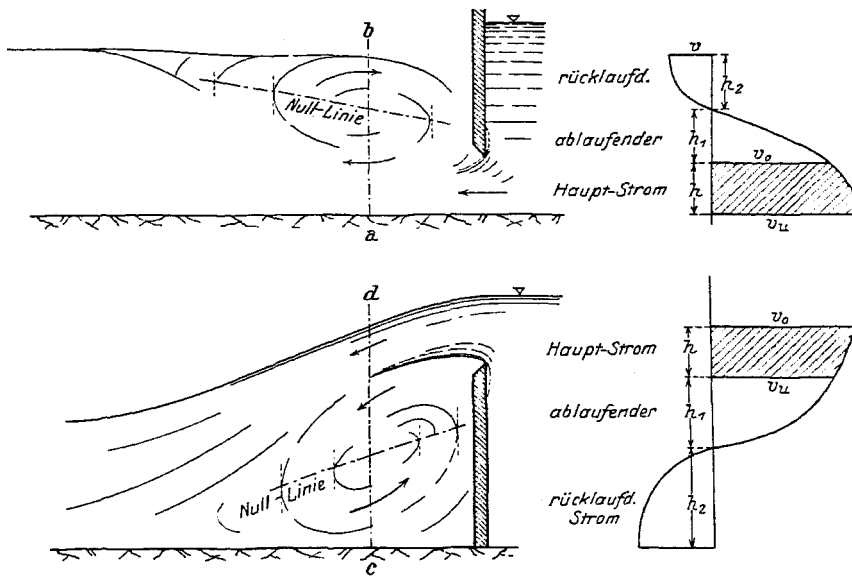 b
Null-Linie
a
rücklaufd.
ablaufender
Haupt-Strom
v
h₂
h₁
v₀
h
vᵤ
d
Null-Linie
c
Haupt-Strom
ablaufender
rücklaufd.
Strom
v₀
h
vᵤ
h₁
h₂